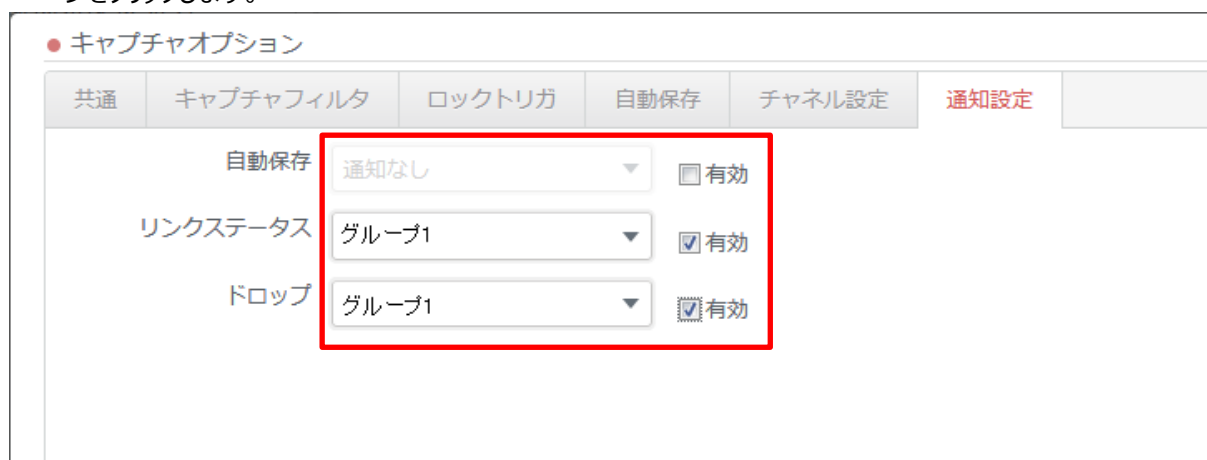 キャプチャオプション
共通 キャプチャフィルタ ロックトリガ 自動保存 チャネル設定 通知設定
自動保存 通知なし 有効
リンクステータス グループ1 有効
ドロップ グループ1 有効